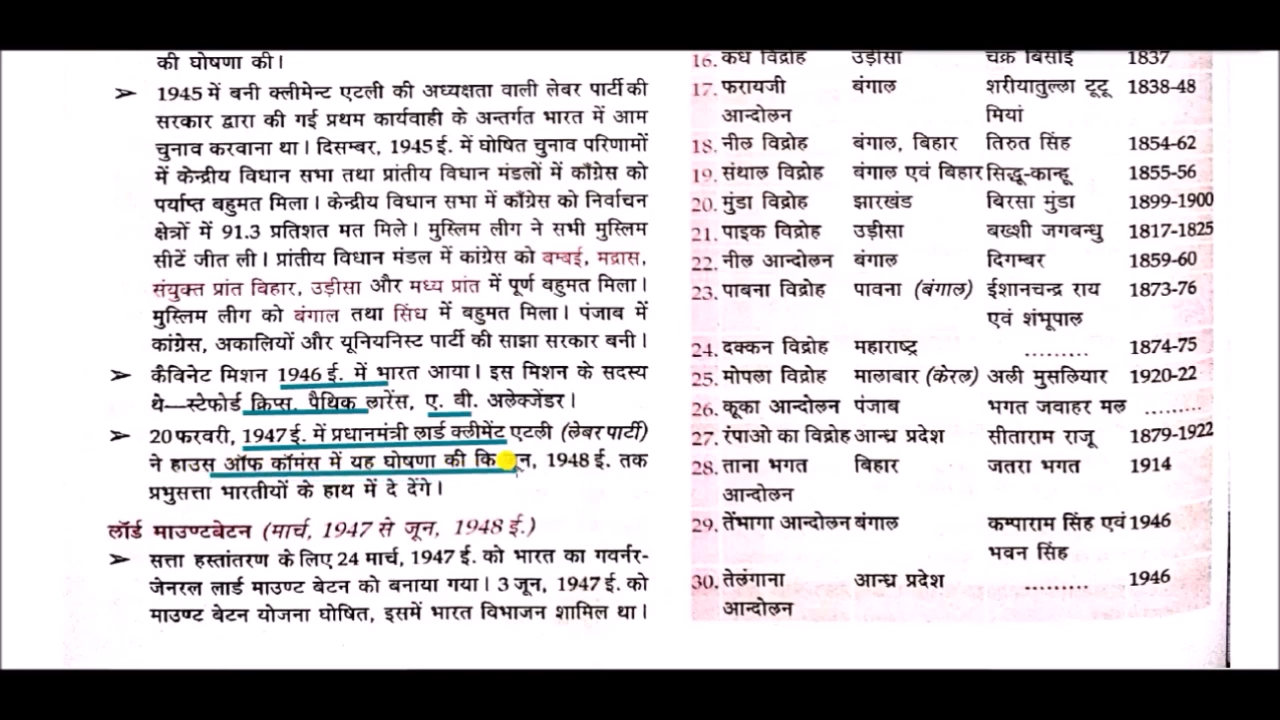 की घोषणा की।
➢ 1945 में बनी क्लीमेन्ट एटली की अध्यक्षता वाली लेबर पार्टी की
सरकार द्वारा की गई प्रथम कार्यवाही के अन्तर्गत भारत में आम
चुनाव करवाना था। दिसम्बर, 1945 ई. में घोषित चुनाव परिणामों
में केन्द्रीय विधान सभा तथा प्रांतीय विधान मंडलों में काँग्रेस को
पर्याप्त बहुमत मिला। केन्द्रीय विधान सभा में काँग्रेस को निर्वाचन
क्षेत्रों में 91.3 प्रतिशत मत मिले। मुस्लिम लीग ने सभी मुस्लिम
सीटें जीत ली। प्रांतीय विधान मंडल में कांग्रेस को बम्बई, मद्रास,
संयुक्त प्रांत बिहार, उड़ीसा और मध्य प्रांत में पूर्ण बहुमत मिला।
मुस्लिम लीग को बंगाल तथा सिंध में बहुमत मिला। पंजाब में
कांग्रेस, अकालियों और यूनियनिस्ट पार्टी की साझा सरकार बनी।
➢ कैविनेट मिशन 1946 ई. में भारत आया। इस मिशन के सदस्य
थे—स्टेफोर्ड क्रिप्स, पैथिक लारेंस, ए. बी. अलेक्जेंडर।
➢ 20 फरवरी, 1947 ई. में प्रधानमंत्री लार्ड क्लीमेंट एटली (लेबर पार्टी)
ने हाउस ऑफ कॉमंस में यह घोषणा की कि न, 1948 ई. तक
प्रभुसत्ता भारतीयों के हाथ में दे देंगे।
लॉर्ड माउण्टबेटन (मार्च, 1947 से जून, 1948 ई.)
➢ सत्ता हस्तांतरण के लिए 24 मार्च, 1947 ई. को भारत का गवर्नर-
जेनरल लार्ड माउण्ट बेटन को बनाया गया। 3 जून, 1947 ई. को
माउण्ट बेटन योजना घोषित, इसमें भारत विभाजन शामिल था।
16. कंध विद्रोह उड़ीसा चक्र बिसोई 1837
17. फरायजी बंगाल शरीयातुल्ला टूटू 1838-48
आन्दोलन मियां
18. नील विद्रोह बंगाल, बिहार तिरुत सिंह 1854-62
19. संथाल विद्रोह बंगाल एवं बिहार सिद्धू-कान्हू 1855-56
20. मुंडा विद्रोह झारखंड बिरसा मुंडा 1899-1900
21. पाइक विद्रोह उड़ीसा बख्शी जगबन्धु 1817-1825
22. नील आन्दोलन बंगाल दिगम्बर 1859-60
23. पाबना विद्रोह पावना (बंगाल) ईशानचन्द्र राय 1873-76
एवं शंभूपाल
24. दक्कन विद्रोह महाराष्ट्र ......... 1874-75
25. मोपला विद्रोह मालाबार (केरल) अली मुसलियार 1920-22
26. कूका आन्दोलन पंजाब भगत जवाहर मल .........
27. रंपाओ का विद्रोह आन्ध्र प्रदेश सीताराम राजू 1879-1922
28. ताना भगत बिहार जतरा भगत 1914
आन्दोलन
29. तेंभागा आन्दोलन बंगाल कम्पाराम सिंह एवं 1946
भवन सिंह
30. तेलंगाना आन्ध्र प्रदेश ......... 1946
आन्दोलन